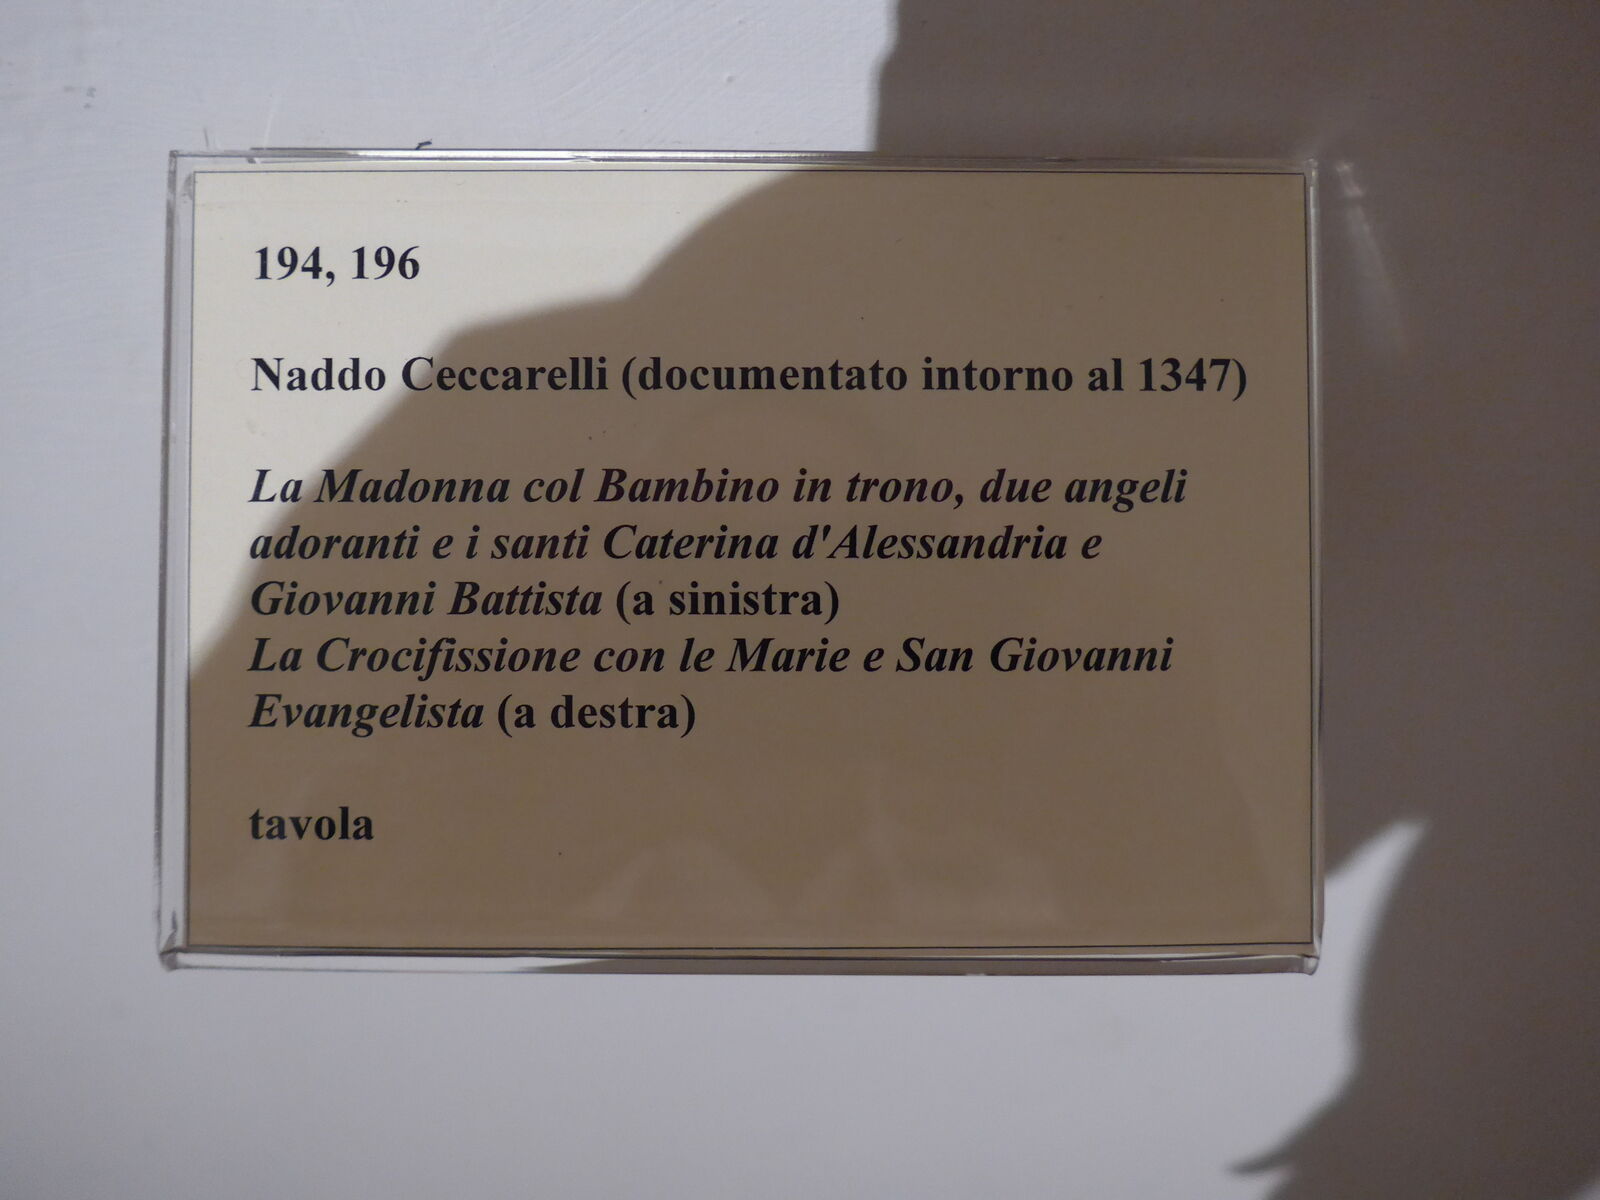 194, 196
Naddo Ceccarelli (documentato intorno al 1347)
La Madonna col Bambino in trono, due angeli
adoranti e i santi Caterina d'Alessandria e
Giovanni Battista (a sinistra)
La Crocifissione con le Marie e San Giovanni
Evangelista (a destra)
tavola